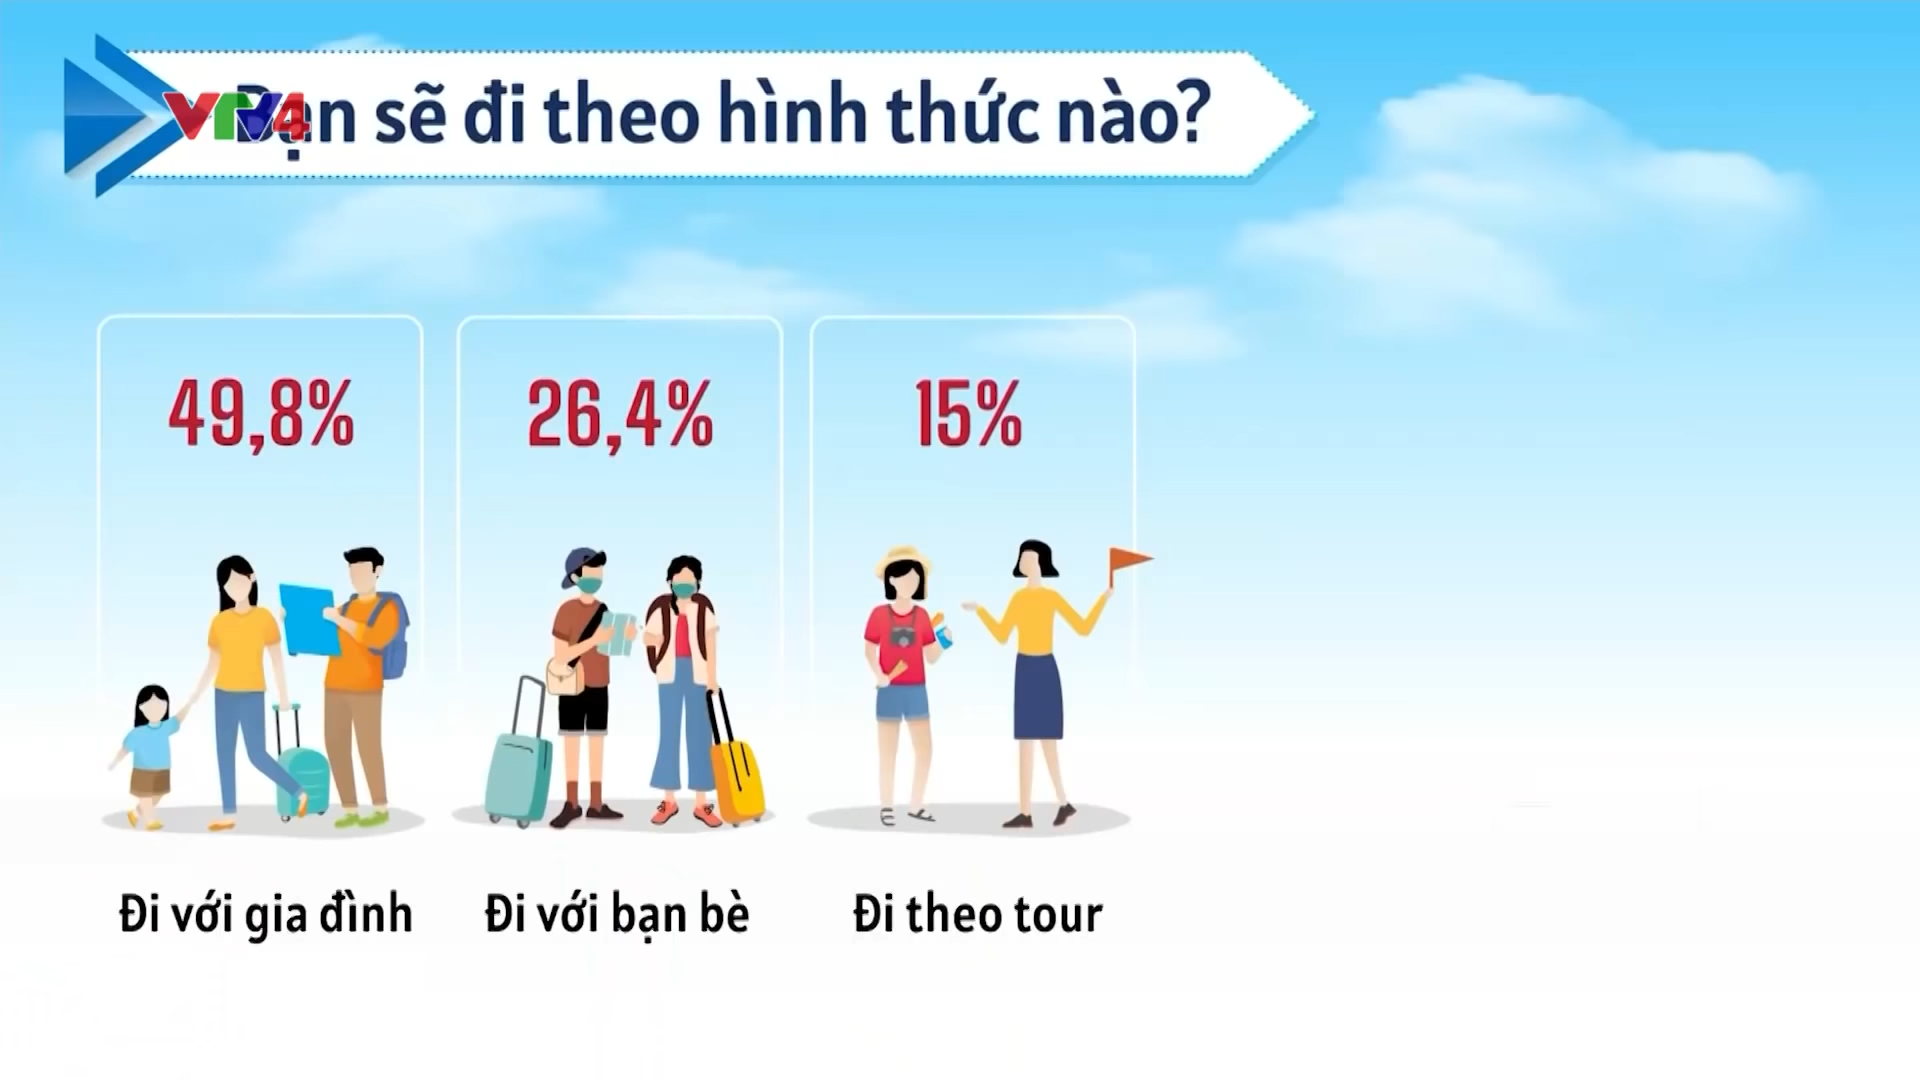 VTV4
Bạn sẽ đi theo hình thức nào?
49,8%
26,4%
15%
Đi với gia đình
Đi với bạn bè
Đi theo tour